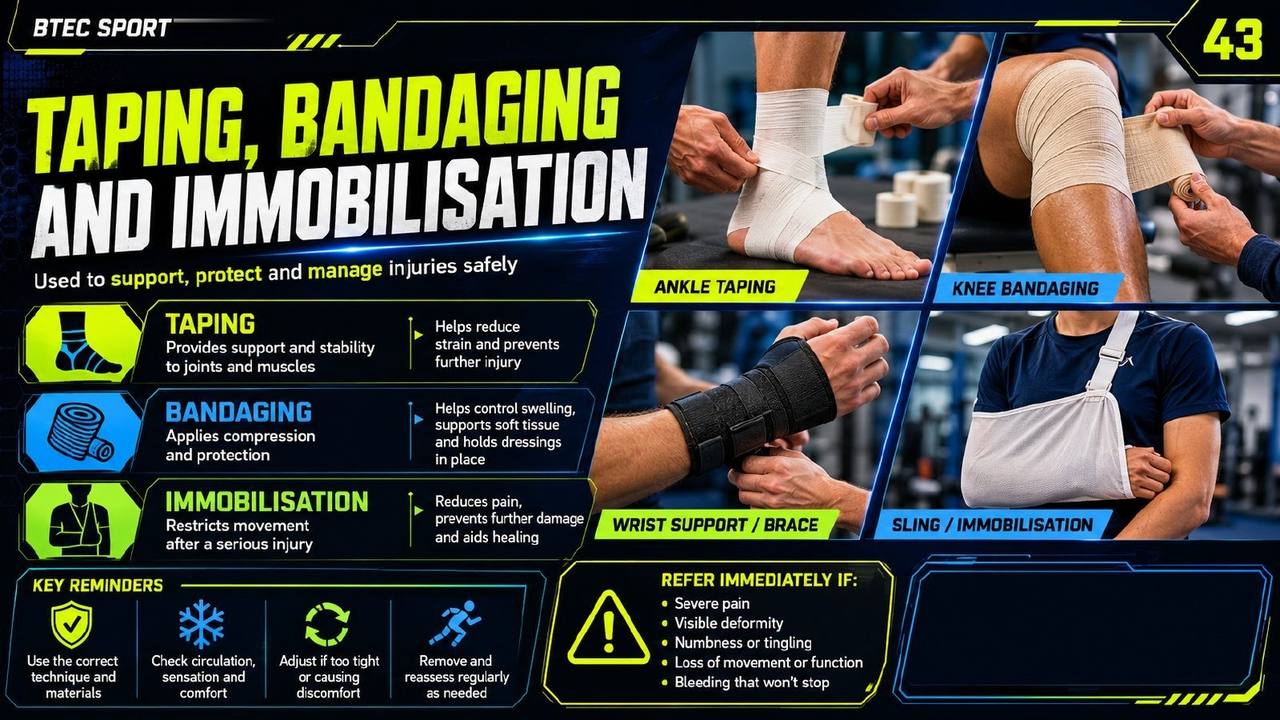 BTEC SPORT
43
TAPING, BANDAGING
AND IMMOBILISATION
Used to support, protect and manage injuries safely
TAPING
Provides support and stability
to joints and muscles
Helps reduce
strain and prevents
further injury
BANDAGING
Applies compression
and protection
Helps control swelling,
supports soft tissue
and holds dressings
in place
IMMOBILISATION
Restricts movement
after a serious injury
Reduces pain,
prevents further damage
and aids healing
ANKLE TAPING
KNEE BANDAGING
WRIST SUPPORT / BRACE
SLING / IMMOBILISATION
KEY REMINDERS
Use the correct
technique and
materials
Check circulation,
sensation and
comfort
Adjust if too tight
or causing
discomfort
Remove and
reassess regularly
as needed
REFER IMMEDIATELY IF:
• Severe pain
• Visible deformity
• Numbness or tingling
• Loss of movement or function
• Bleeding that won't stop